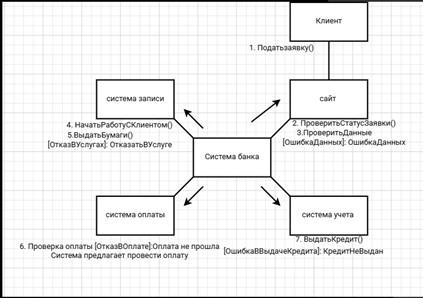 Клиент
1. Податьзаявку()
система записи
сайт
4. НачатьРаботуСКлиентом()
5.ВыдатьБумаги()
[ОтказВУслугах]: ОтказатьВУслуге
2. ПроверитьСтатусЗаявки()
3.ПроверитьДанные
[ОшибкаДанных]: ОшибкаДанных
Система банка
система оплаты
система учета
6. Проверка оплаты [ОтказВОплате]:Оплата не прошла
Система предлагает провести оплату
7. ВыдатьКредит()
[ОшибкаВВыдачеКредита]: КредитНеВыдан